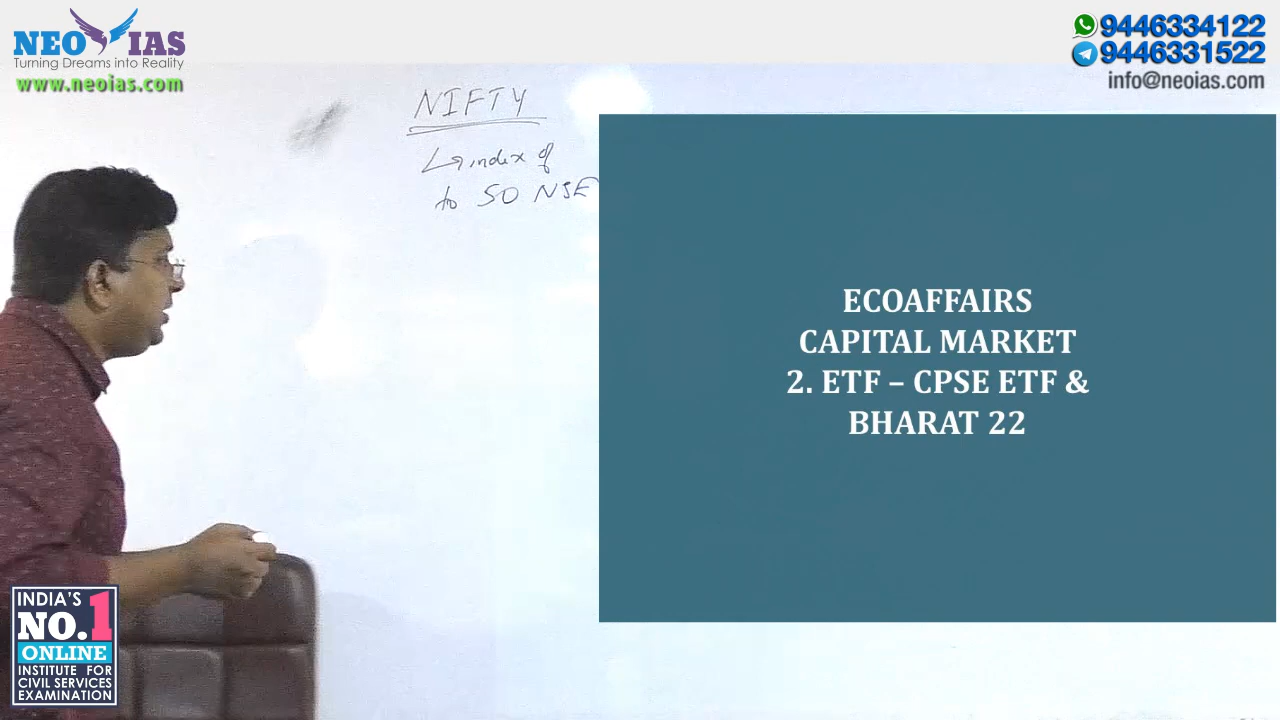 NEO IAS
Turning Dreams into Reality
www.neoias.com
9446334122
9446331522
info@neoias.com
NIFTY
↳ index of
to 50 NSE
ECOAFFAIRS
CAPITAL MARKET
2. ETF – CPSE ETF &
BHARAT 22
INDIA'S
NO.1
ONLINE
INSTITUTE FOR
CIVIL SERVICES
EXAMINATION